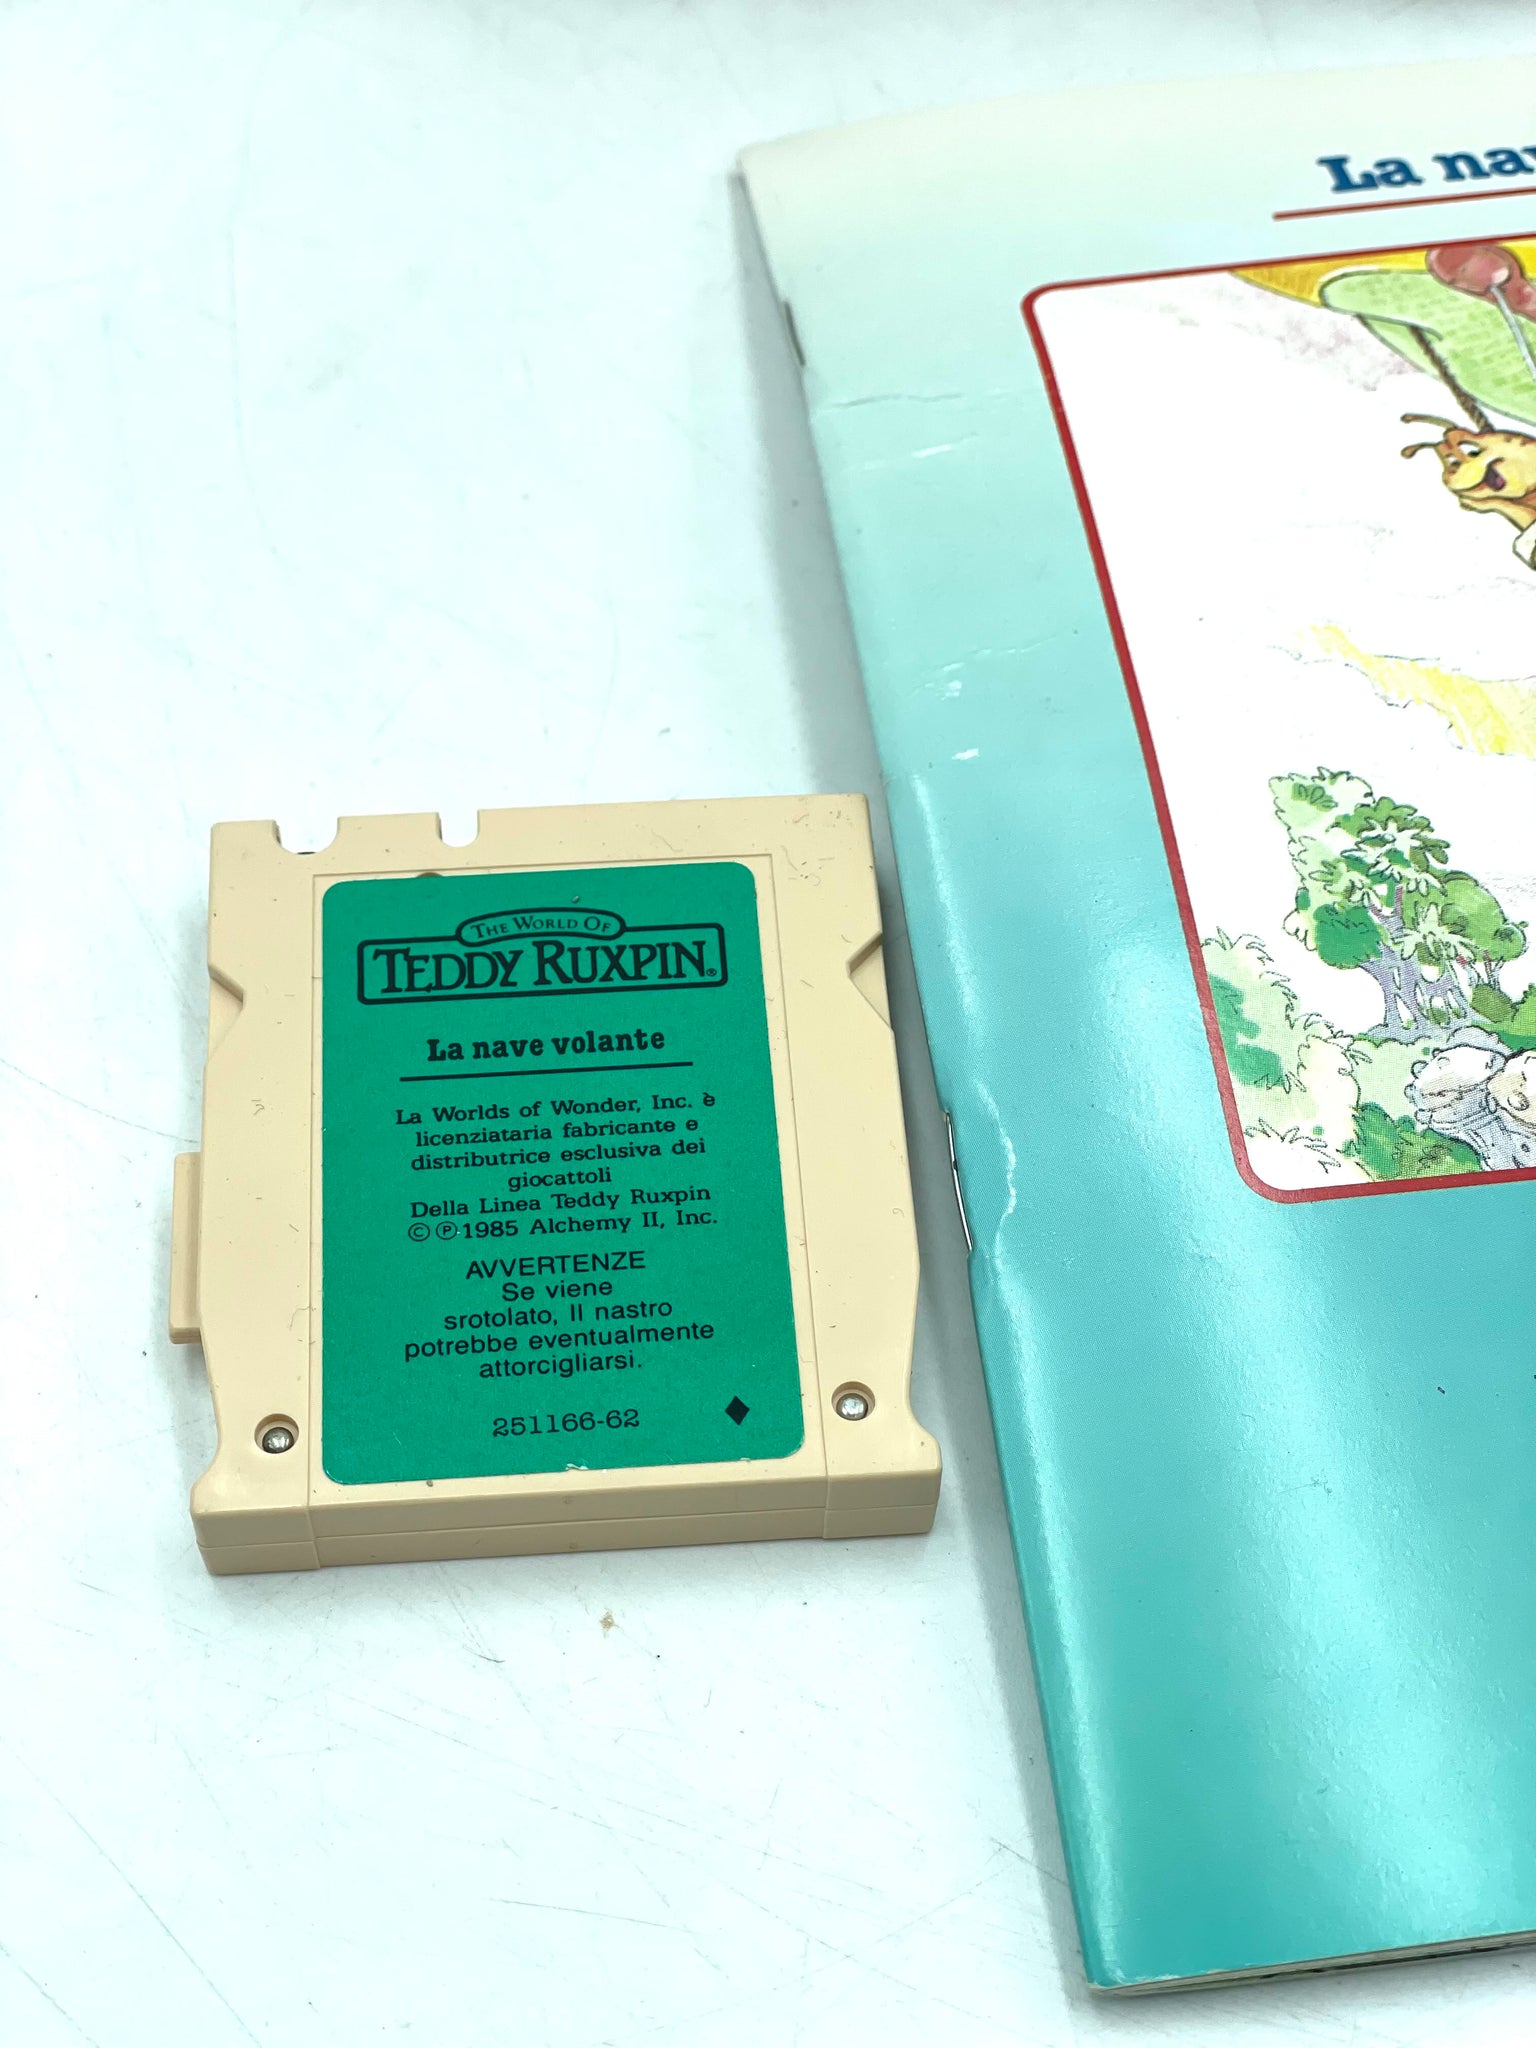 La nav
THE WORLD OF
TEDDY RUXPIN®
La nave volante
La Worlds of Wonder, Inc. è
licenziataria fabricante e
distributrice esclusiva dei
giocattoli
Della Linea Teddy Ruxpin
©℗1985 Alchemy II, Inc.
AVVERTENZE
Se viene
srotolato, Il nastro
potrebbe eventualmente
attorcigliarsi.
251166-62